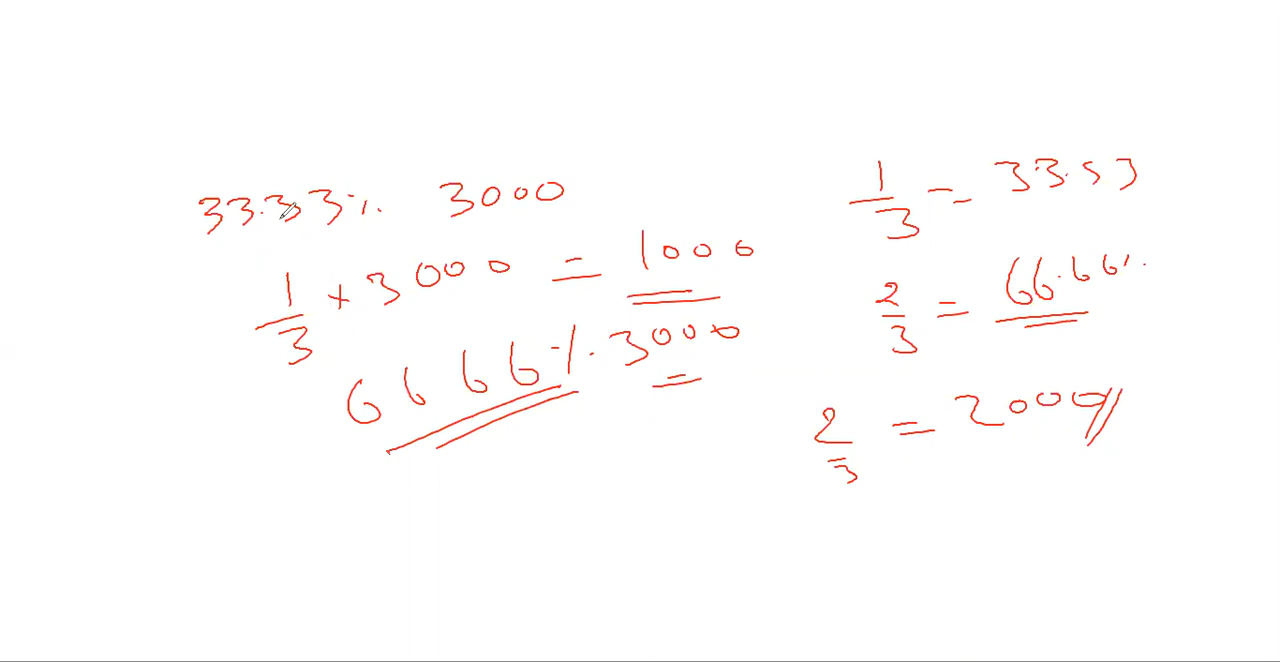 33.33% 3000
1/3 × 3000 = 1000
66 66 % . 3000 =
1/3 = 33.53
2/3 = 66.66%.
2/3 = 2000//